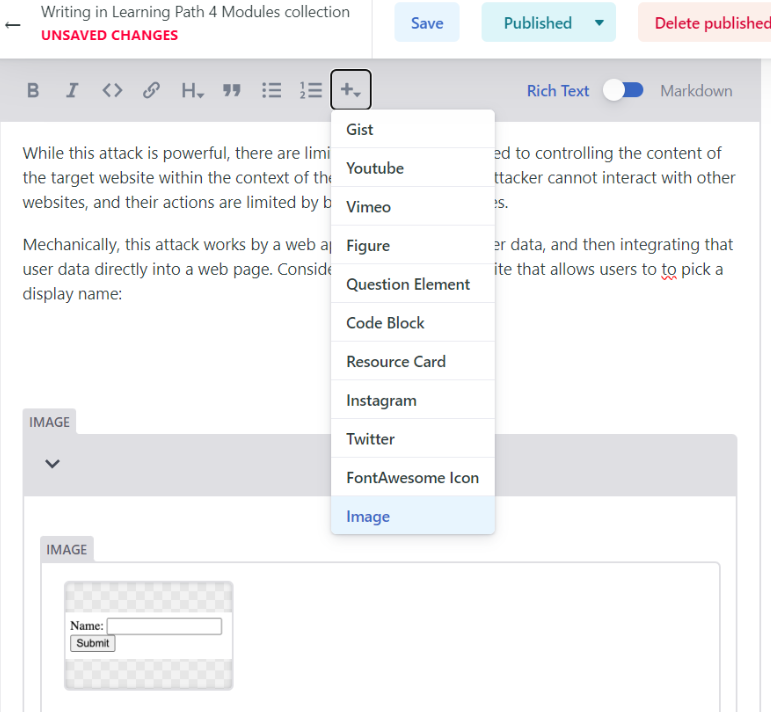 Writing in Learning Path 4 Modules collection
UNSAVED CHANGES
Save
Published
Delete published
B I <> H 99
Rich Text
Markdown
Gist
Youtube
Vimeo
Figure
Question Element
Code Block
Resource Card
Instagram
Twitter
FontAwesome Icon
Image
While this attack is powerful, there are limi ed to controlling the content of
the target website within the context of the ttacker cannot interact with other
websites, and their actions are limited by b es.
Mechanically, this attack works by a web ap er data, and then integrating that
user data directly into a web page. Conside ite that allows users to to pick a
display name:
IMAGE
IMAGE
Name:
Submit